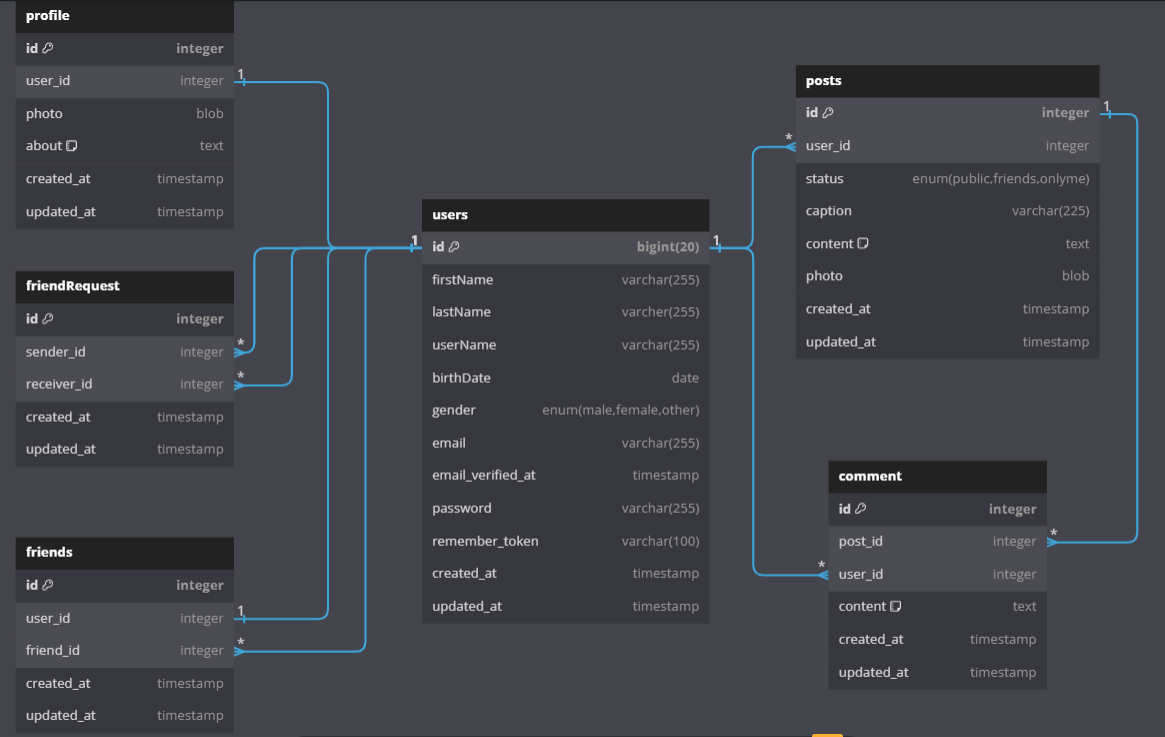 profile
id integer
user_id integer
photo blob
about text
created_at timestamp
updated_at timestamp
1
friendRequest
id integer
sender_id integer
receiver_id integer
created_at timestamp
updated_at timestamp
*
*
friends
id integer
user_id integer
friend_id integer
created_at timestamp
updated_at timestamp
1
*
users
1 id bigint(20) 1
firstName varchar(255)
lastName varcher(255)
userName varchar(255)
birthDate date
gender enum(male,female,other)
email varchar(255)
email_verified_at timestamp
password varchar(255)
remember_token varchar(100)
created_at timestamp
updated_at timestamp
posts
id integer 1
* user_id integer
status enum(public,friends,onlyme)
caption varchar(225)
content text
photo blob
created_at timestamp
updated_at timestamp
comment
id integer
post_id integer *
* user_id integer
content text
created_at timestamp
updated_at timestamp